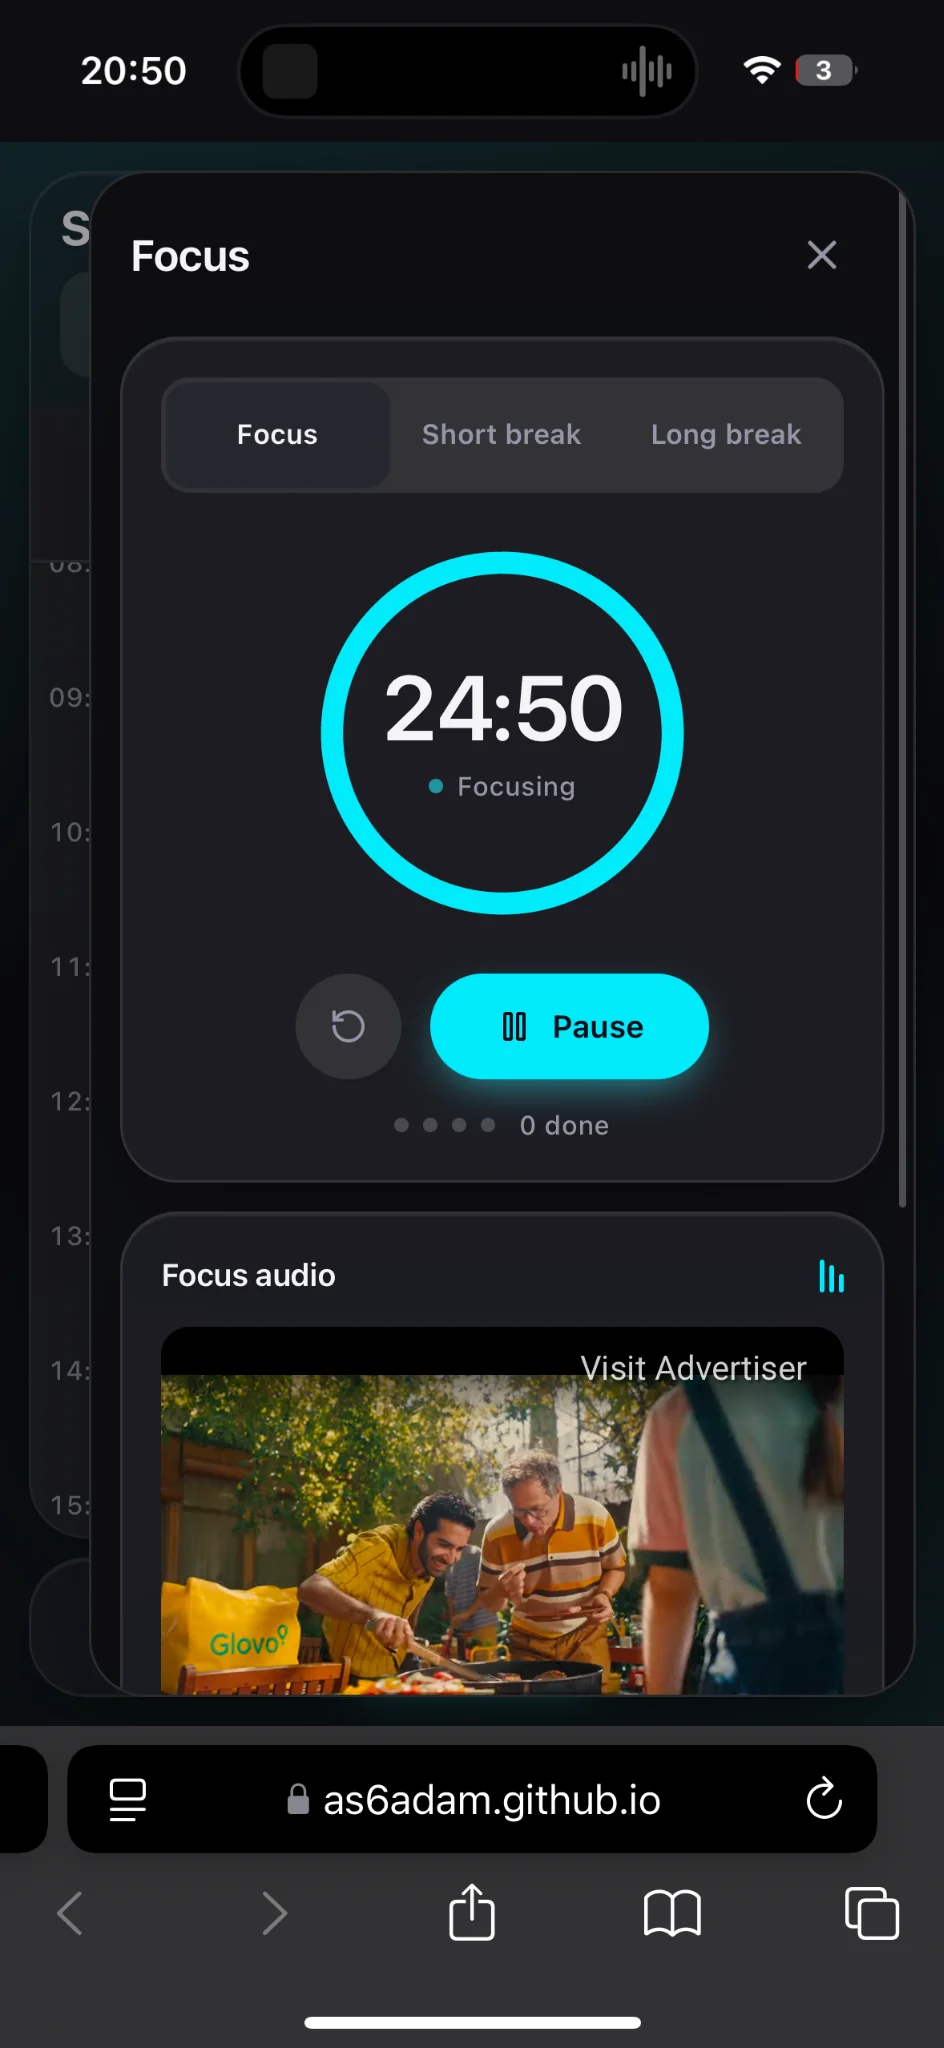 20:50
3
S
Focus
Focus Short break Long break
08:
09:
10:
11:
12:
13:
14:
15:
24:50
Focusing
Pause
0 done
Focus audio
Visit Advertiser
Glovo
as6adam.github.io